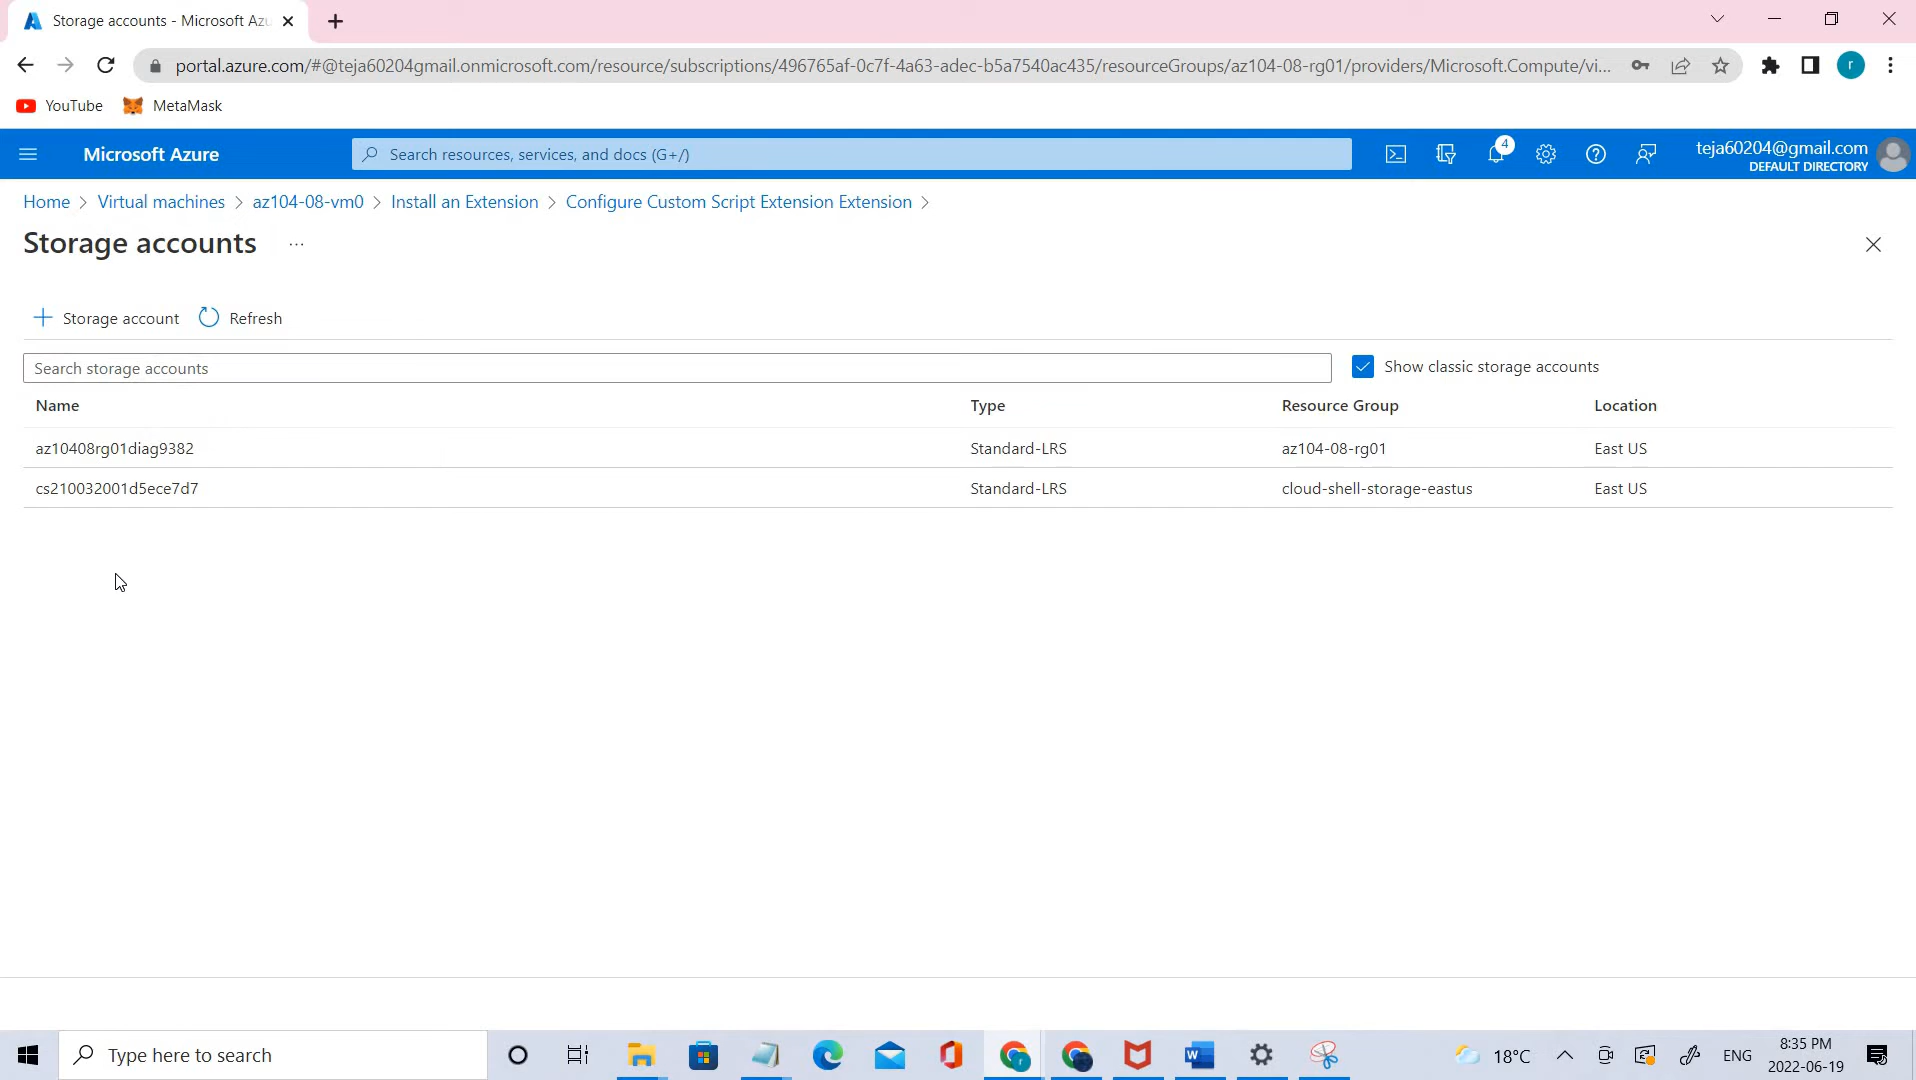 Storage accounts - Microsoft Azu
portal.azure.com/#@teja60204gmail.onmicrosoft.com/resource/subscriptions/496765af-0c7f-4a63-adec-b5a7540ac435/resourceGroups/az104-08-rg01/providers/Microsoft.Compute/vi...
r
YouTube MetaMask
Microsoft Azure
Search resources, services, and docs (G+/)
4
teja60204@gmail.com
DEFAULT DIRECTORY
Home > Virtual machines > az104-08-vm0 > Install an Extension > Configure Custom Script Extension Extension >
Storage accounts ...
+ Storage account Refresh
Search storage accounts
Show classic storage accounts
Name Type Resource Group Location
az10408rg01diag9382 Standard-LRS az104-08-rg01 East US
cs210032001d5ece7d7 Standard-LRS cloud-shell-storage-eastus East US
Type here to search
18°C
ENG
8:35 PM
2022-06-19